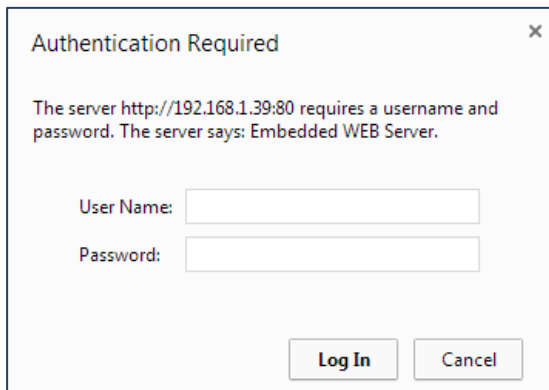 Authentication Required
The server http://192.168.1.39:80 requires a username and
password. The server says: Embedded WEB Server.
User Name:
Password:
Log In Cancel